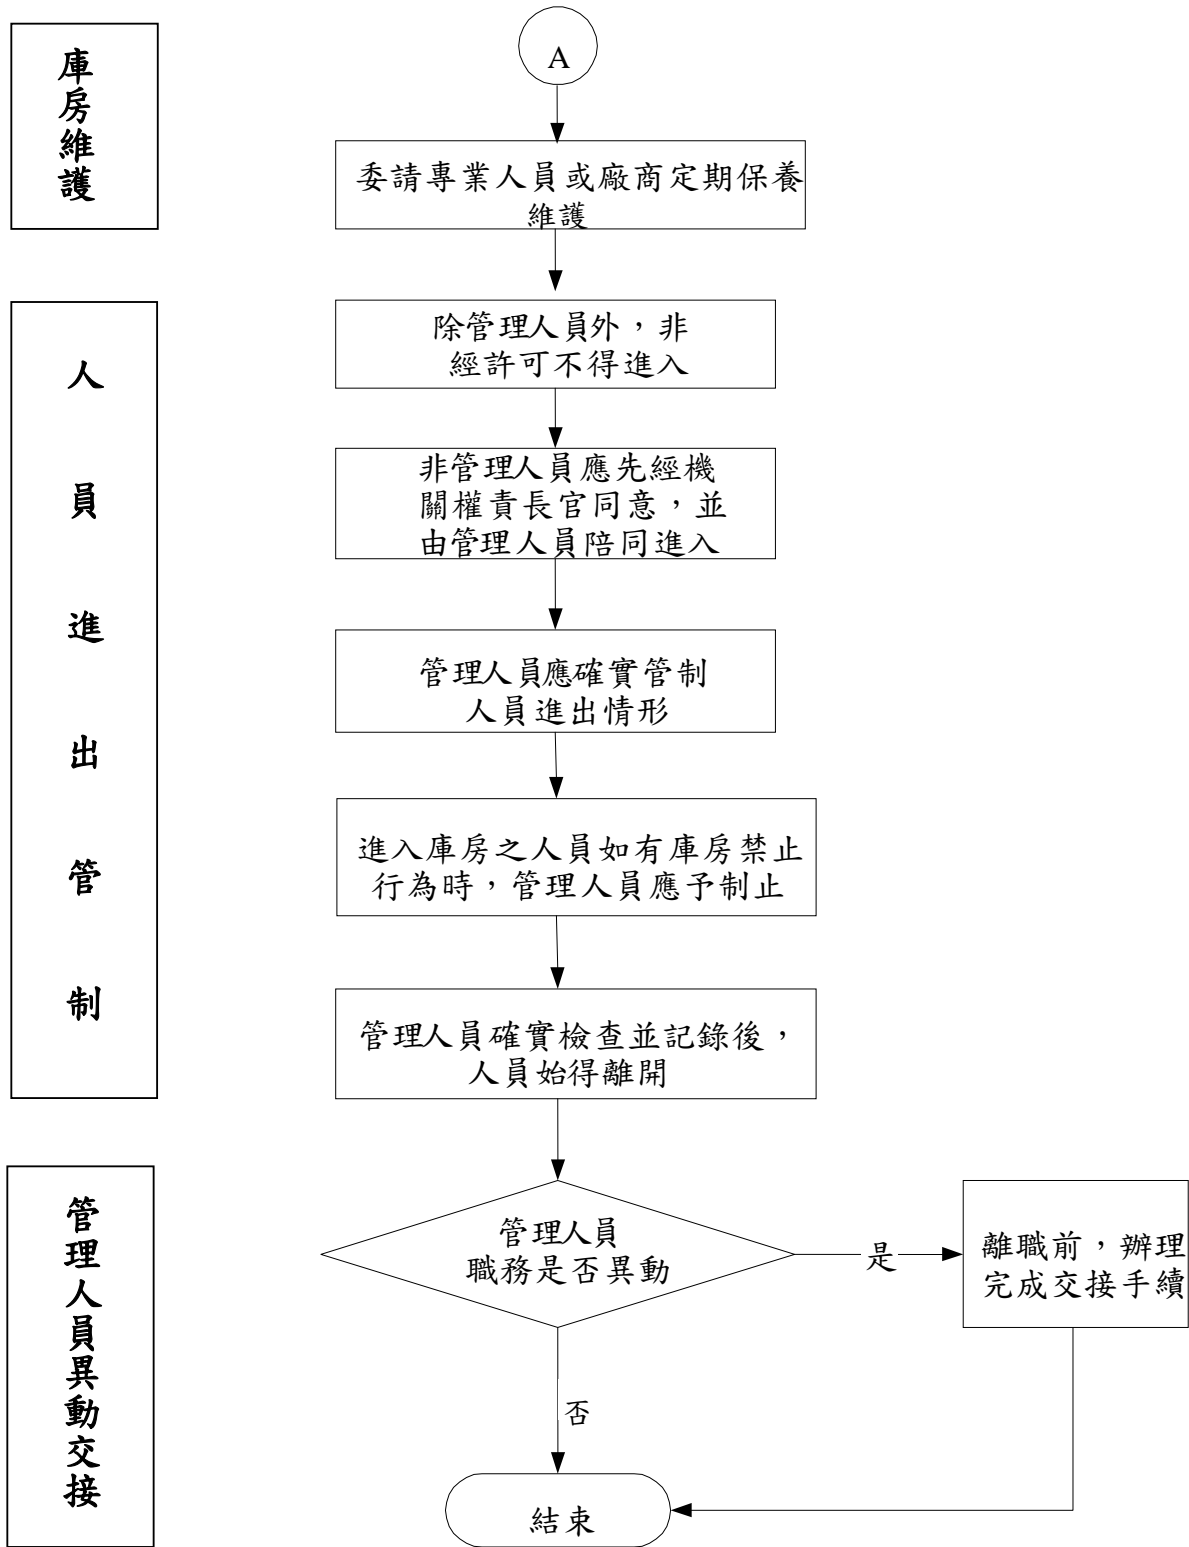 庫房維護
A
委請專業人員或廠商定期保養
維護
人員進出管制
除管理人員外，非
經許可不得進入
非管理人員應先經機
關權責長官同意，並
由管理人員陪同進入
管理人員應確實管制
人員進出情形
進入庫房之人員如有庫房禁止
行為時，管理人員應予制止
管理人員確實檢查並記錄後，
人員始得離開
管理人員異動交接
管理人員
職務是否異動
是
離職前，辦理
完成交接手續
否
結束